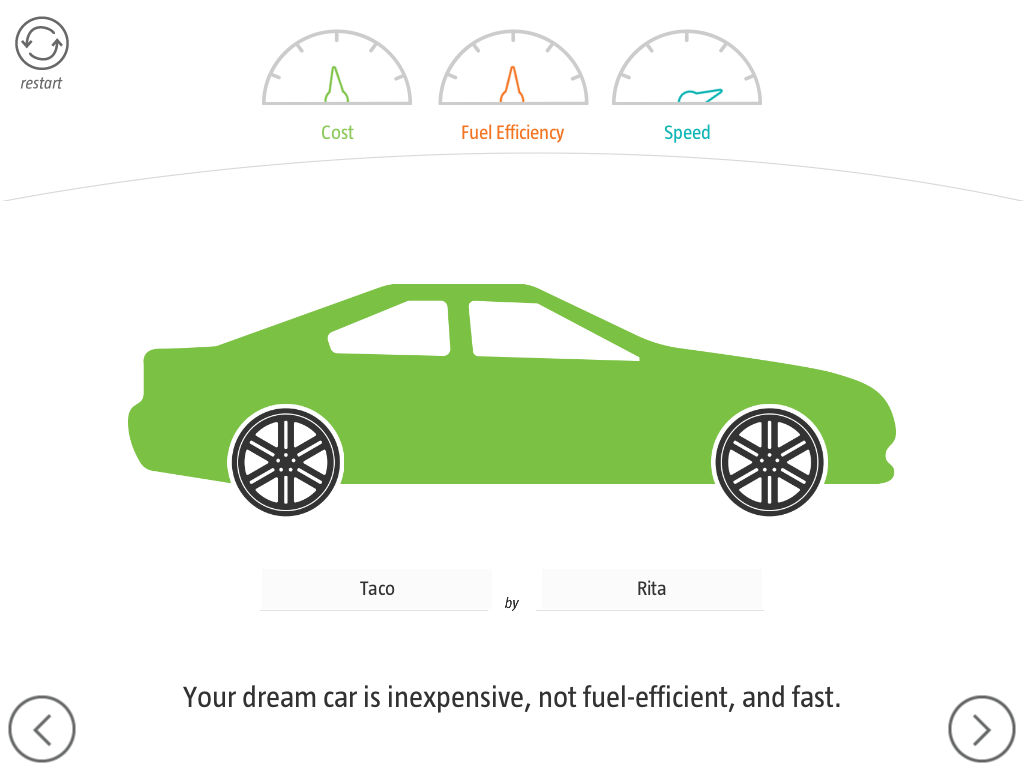 restart
Cost
Fuel Efficiency
Speed
Taco
by
Rita
Your dream car is inexpensive, not fuel-efficient, and fast.